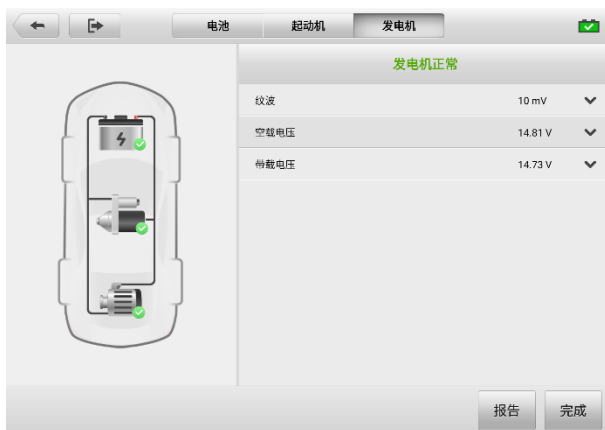 电池 起动机 发电机
发电机正常
纹波 10 mV
空载电压 14.81 V
带载电压 14.73 V
报告 完成